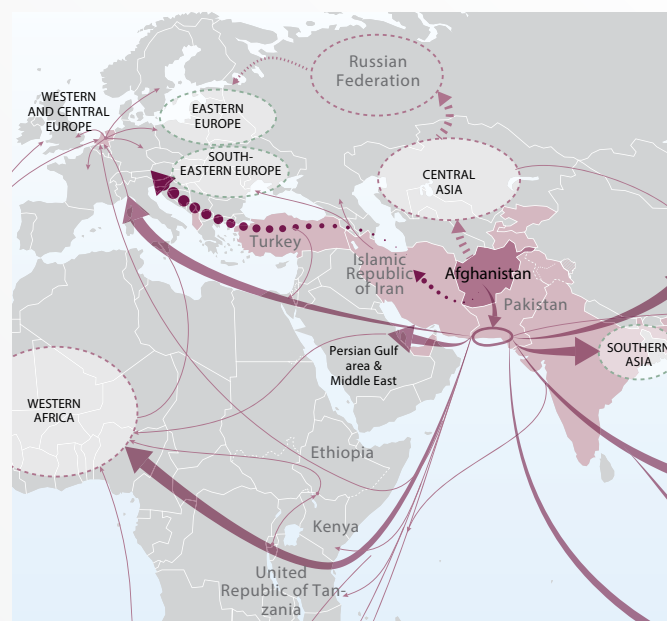 Russian
Federation
WESTERN
AND CENTRAL
EUROPE
EASTERN
EUROPE
SOUTH-
EASTERN EUROPE
CENTRAL
ASIA
Turkey
Islamic
Republic
of Iran
Afghanistan
Pakistan
Persian Gulf
area &
Middle East
SOUTHERN
ASIA
WESTERN
AFRICA
Ethiopia
Kenya
United
Republic of Tan-
zania